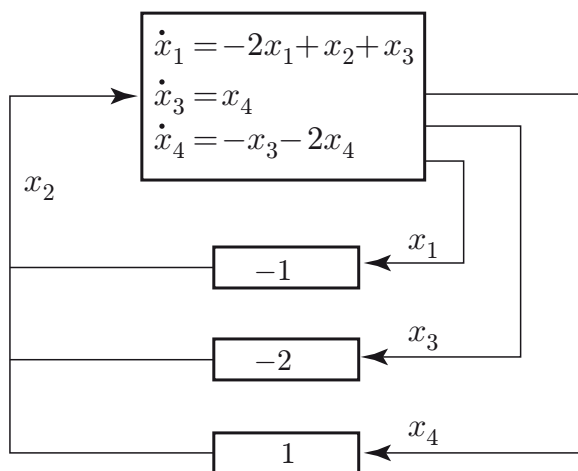 ẋ₁ = −2x₁+x₂+x₃
ẋ₃ = x₄
ẋ₄ = −x₃−2x₄
x₂
x₁
−1
x₃
−2
x₄
1